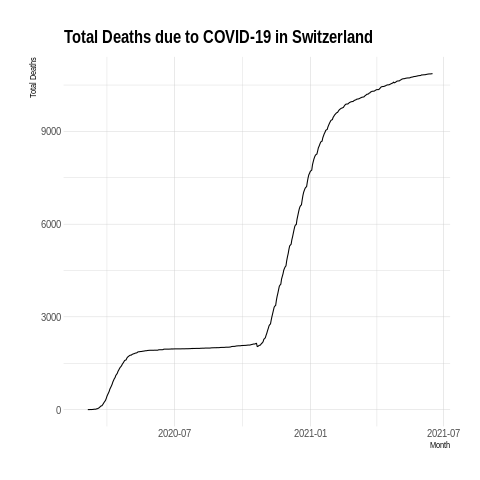 Total Deaths due to COVID-19 in Switzerland
Total Deaths
9000
6000
3000
0
2020-07
2021-01
2021-07
Month